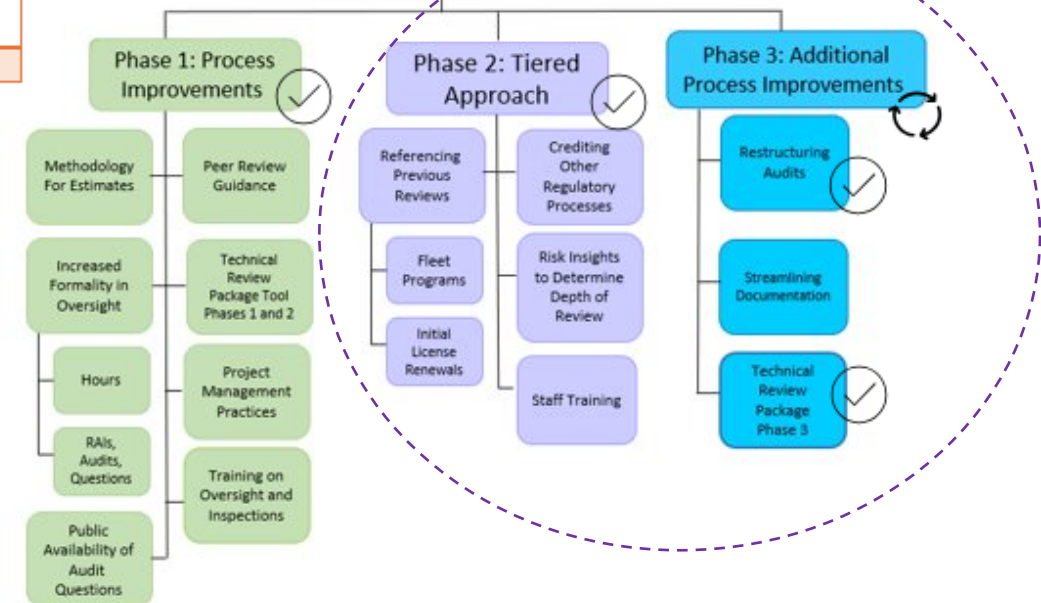 Phase 1: Process
Improvements
Methodology
For Estimates
Peer Review
Guidance
Increased
Formality in
Oversight
Technical
Review
Package Tool
Phases 1 and 2
Hours
Project
Management
Practices
RAIs,
Audits,
Questions
Training on
Oversight and
Inspections
Public
Availability of
Audit
Questions
Phase 2: Tiered
Approach
Referencing
Previous
Reviews
Crediting
Other
Regulatory
Processes
Fleet
Programs
Risk Insights
to Determine
Depth of
Review
Initial
License
Renewals
Staff Training
Phase 3: Additional
Process Improvements
Restructuring
Audits
Streamlining
Documentation
Technical
Review
Package
Phase 3